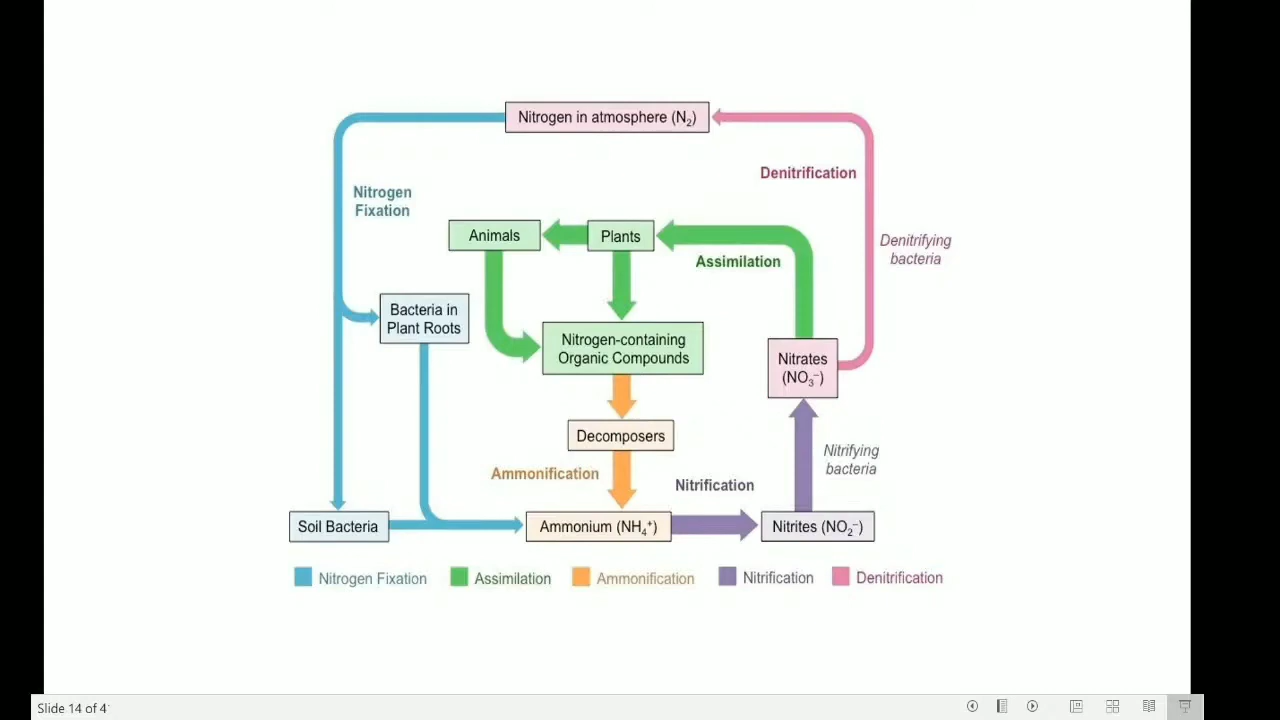 Nitrogen in atmosphere (N₂)
Denitrification
Nitrogen
Fixation
Animals
Plants
Denitrifying
bacteria
Assimilation
Bacteria in
Plant Roots
Nitrogen-containing
Organic Compounds
Nitrates
(NO₃⁻)
Decomposers
Nitrifying
bacteria
Ammonification
Nitrification
Soil Bacteria
Ammonium (NH₄⁺)
Nitrites (NO₂⁻)
Nitrogen Fixation
Assimilation
Ammonification
Nitrification
Denitrification
Slide 14 of 4